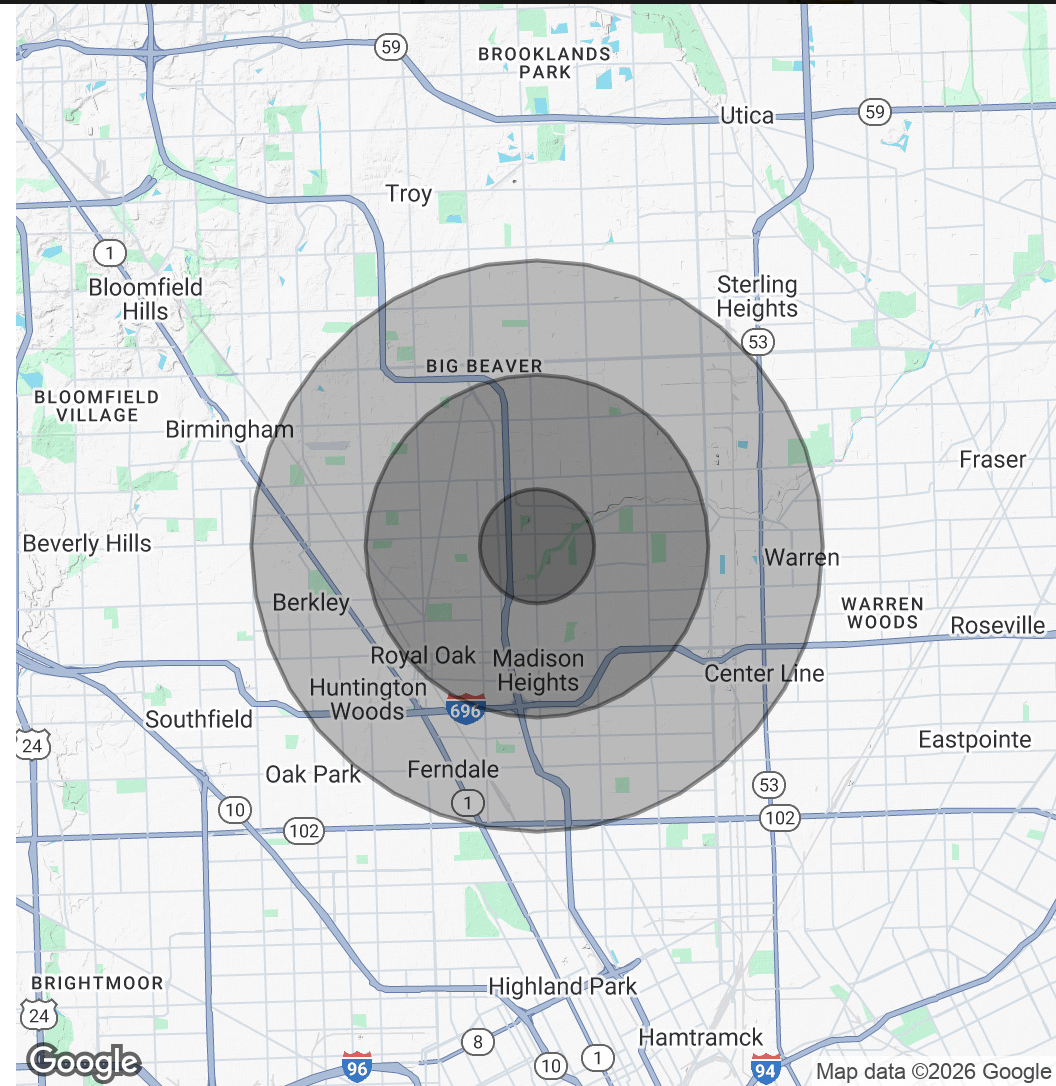 59
BROOKLANDS
PARK
Utica
59
Troy
1
Bloomfield
Hills
Sterling
Heights
53
BIG BEAVER
BLOOMFIELD
VILLAGE
Birmingham
Fraser
Beverly Hills
Warren
Berkley
WARREN
WOODS
Roseville
Royal Oak
Madison
Heights
Center Line
Huntington
Woods
696
Southfield
24
Eastpointe
Oak Park
Ferndale
53
1
10
102
102
BRIGHTMOOR
Highland Park
24
8
Hamtramck
Google
96
10
1
94
Map data ©2026 Google